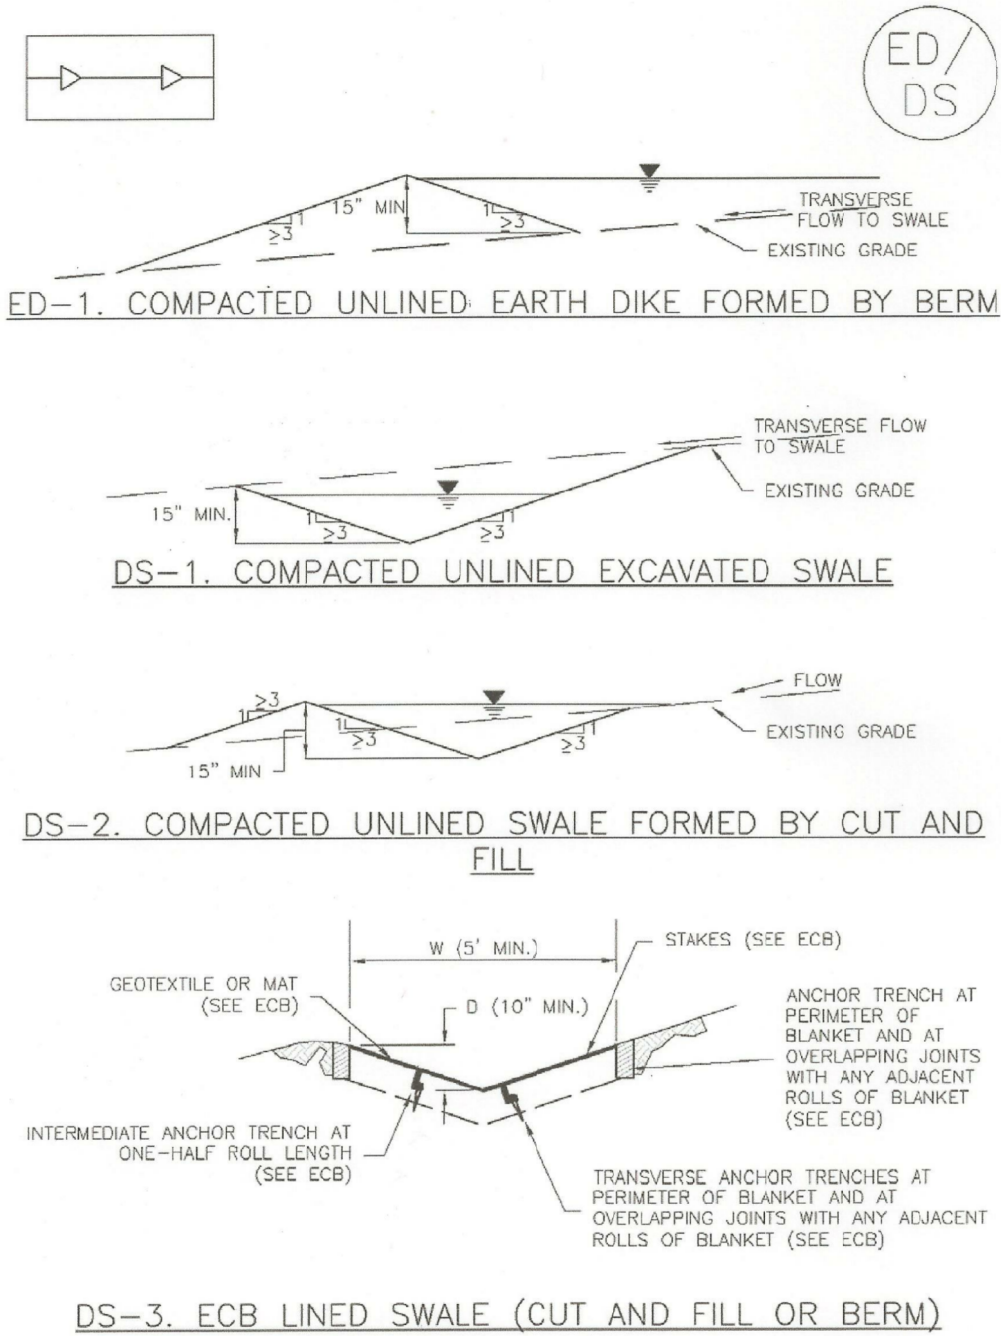 ED/
DS
15" MIN
1
≥3
1
≥3
TRANSVERSE
FLOW TO SWALE
EXISTING GRADE
ED-1. COMPACTED UNLINED EARTH DIKE FORMED BY BERM
TRANSVERSE FLOW
TO SWALE
EXISTING GRADE
15" MIN.
1
≥3
1
≥3
DS-1. COMPACTED UNLINED EXCAVATED SWALE
FLOW
≥3
1
1
≥3
1
≥3
EXISTING GRADE
15" MIN
DS-2. COMPACTED UNLINED SWALE FORMED BY CUT AND
FILL
W (5' MIN.)
STAKES (SEE ECB)
GEOTEXTILE OR MAT
(SEE ECB)
D (10" MIN.)
ANCHOR TRENCH AT
PERIMETER OF
BLANKET AND AT
OVERLAPPING JOINTS
WITH ANY ADJACENT
ROLLS OF BLANKET
(SEE ECB)
INTERMEDIATE ANCHOR TRENCH AT
ONE-HALF ROLL LENGTH
(SEE ECB)
TRANSVERSE ANCHOR TRENCHES AT
PERIMETER OF BLANKET AND AT
OVERLAPPING JOINTS WITH ANY ADJACENT
ROLLS OF BLANKET (SEE ECB)
DS-3. ECB LINED SWALE (CUT AND FILL OR BERM)